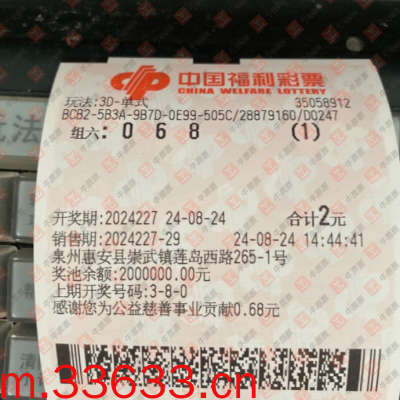 中国福利彩票
CHINA WELFARE LOTTERY
玩法:3D-单式 35058912
BCB2-5B3A-9B7D-0E99-505C/28879160/D0247
组六: 0 6 8 (1)
开奖期:2024227 24-08-24 合计2元
销售期:2024227-29 24-08-24 14:44:41
泉州惠安县崇武镇莲岛西路265-1号
奖池余额:2000000.00元
上期开奖号码:3-8-0
感谢您为公益慈善事业贡献0.68元
m.33633.com.cn